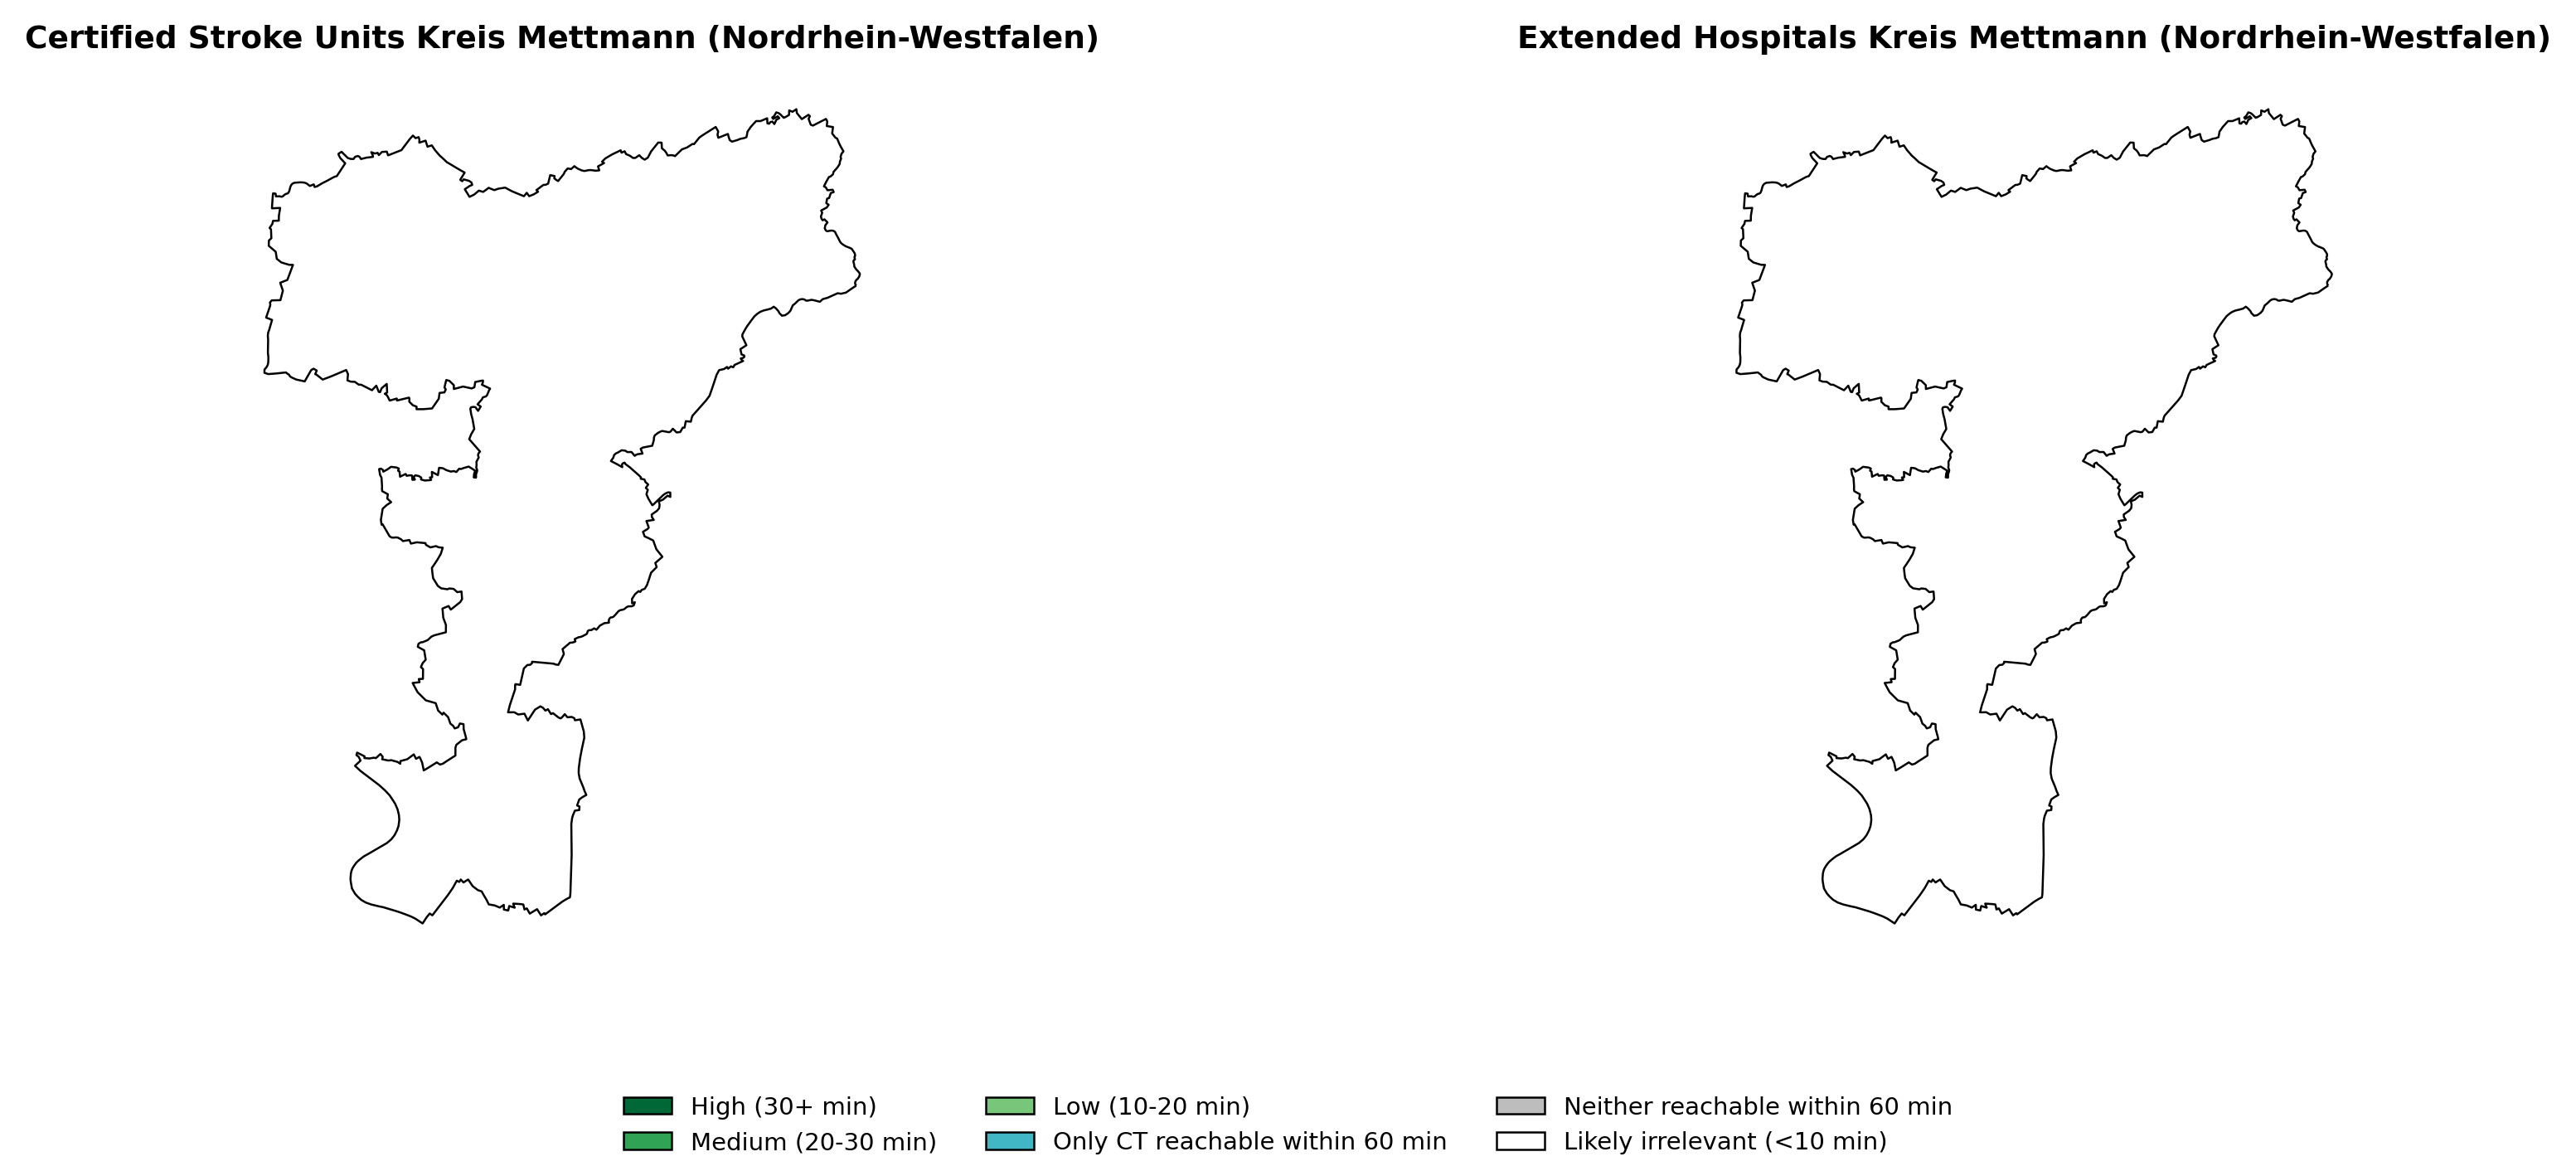 Certified Stroke Units Kreis Mettmann (Nordrhein-Westfalen)
Extended Hospitals Kreis Mettmann (Nordrhein-Westfalen)
High (30+ min)
Medium (20-30 min)
Low (10-20 min)
Only CT reachable within 60 min
Neither reachable within 60 min
Likely irrelevant (<10 min)